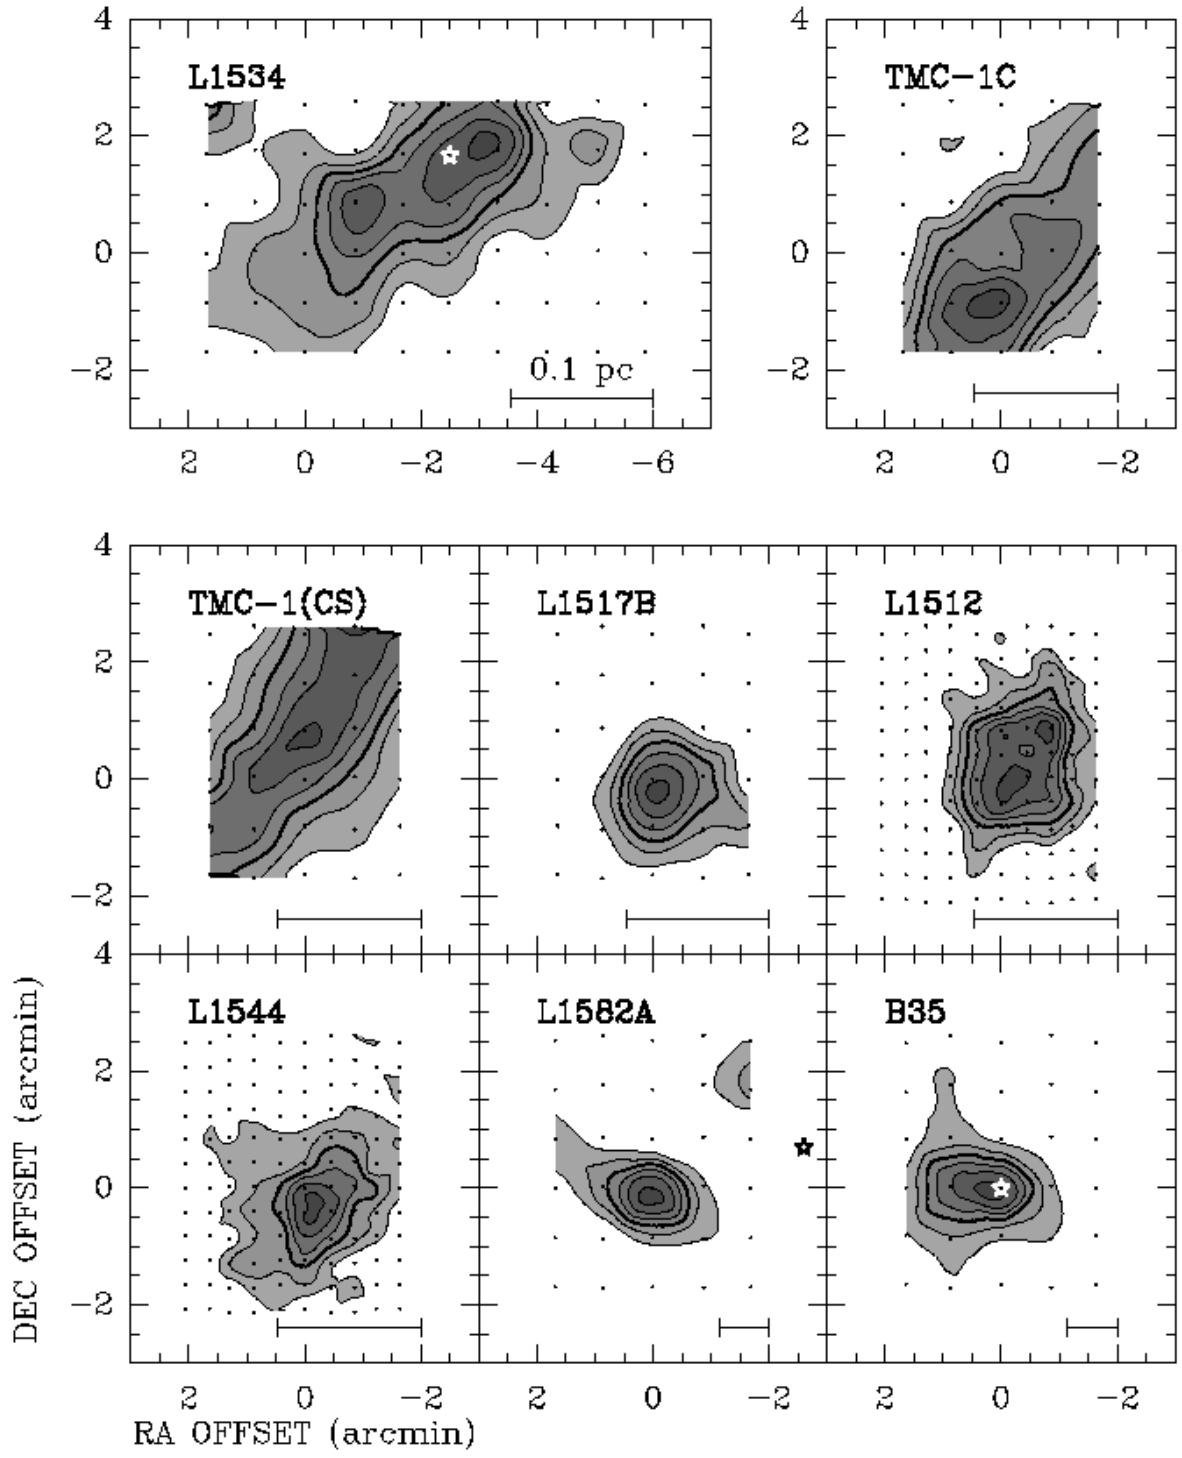 4
L1534
2
0
−2
0.1 pc
2 0 −2 −4 −6
4
TMC−1C
2
0
−2
2 0 −2
4
TMC−1(CS) L1517B L1512
2
0
−2
4
L1544 L1582A B35
2
0
−2
2 0 −2 2 0 −2 2 0 −2
DEC OFFSET (arcmin)
RA OFFSET (arcmin)